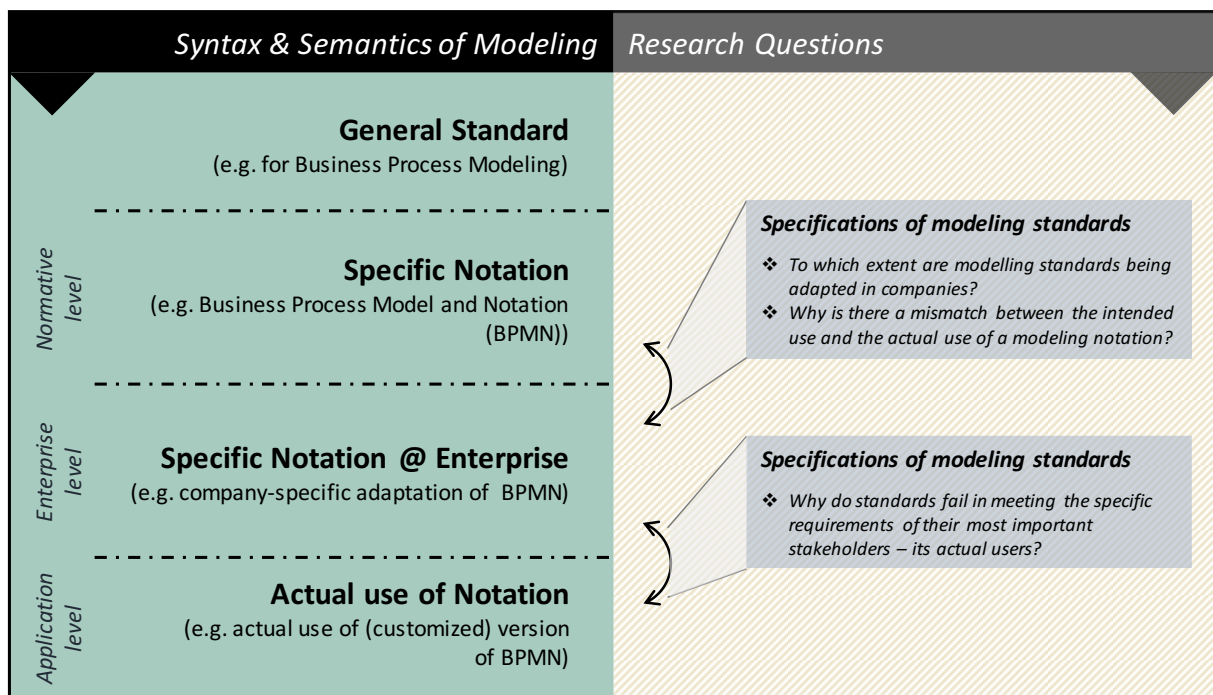 Syntax & Semantics of Modeling
Research Questions
General Standard
(e.g. for Business Process Modeling)
Normative
level
Specific Notation
(e.g. Business Process Model and Notation
(BPMN))
Enterprise
level
Specific Notation @ Enterprise
(e.g. company-specific adaptation of BPMN)
Application
level
Actual use of Notation
(e.g. actual use of (customized) version
of BPMN)
Specifications of modeling standards
❖ To which extent are modelling standards being
adapted in companies?
❖ Why is there a mismatch between the intended
use and the actual use of a modeling notation?
Specifications of modeling standards
❖ Why do standards fail in meeting the specific
requirements of their most important
stakeholders – its actual users?